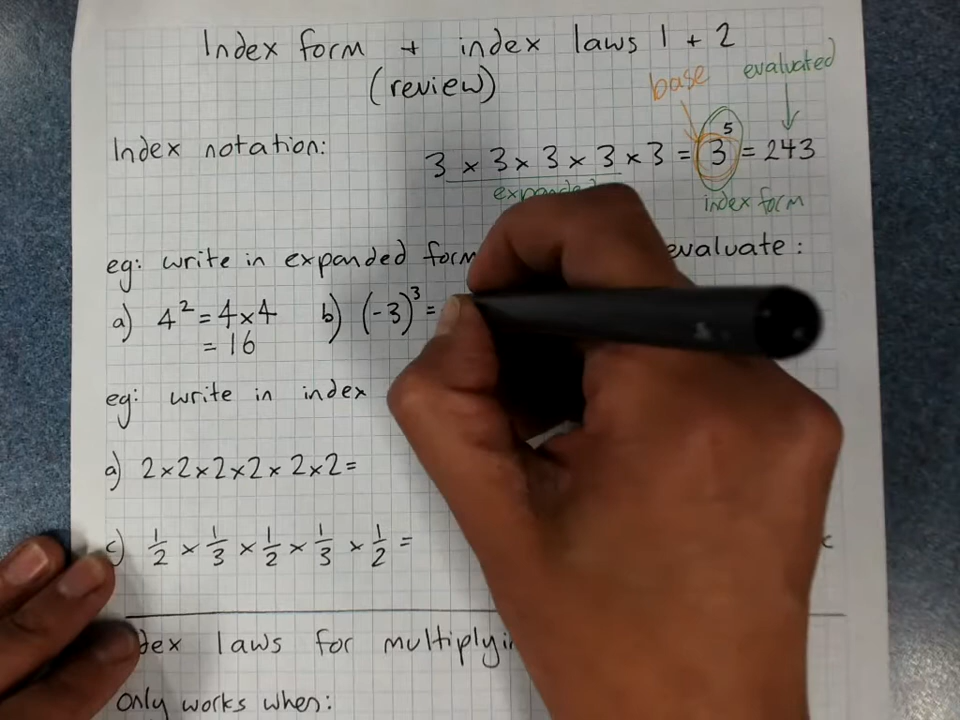 Index form + index laws 1 + 2
(review)
base evaluated
Index notation: 3 × 3 × 3 × 3 × 3 = 3⁵ = 243
expanded index form
eg: write in expanded form evaluate:
a) 4² = 4×4 b) (-3)³ =
= 16
eg: write in index
a) 2×2×2×2×2×2=
c) 1/2 × 1/3 × 1/2 × 1/3 × 1/2 =
laws for multiplyi
only works when: